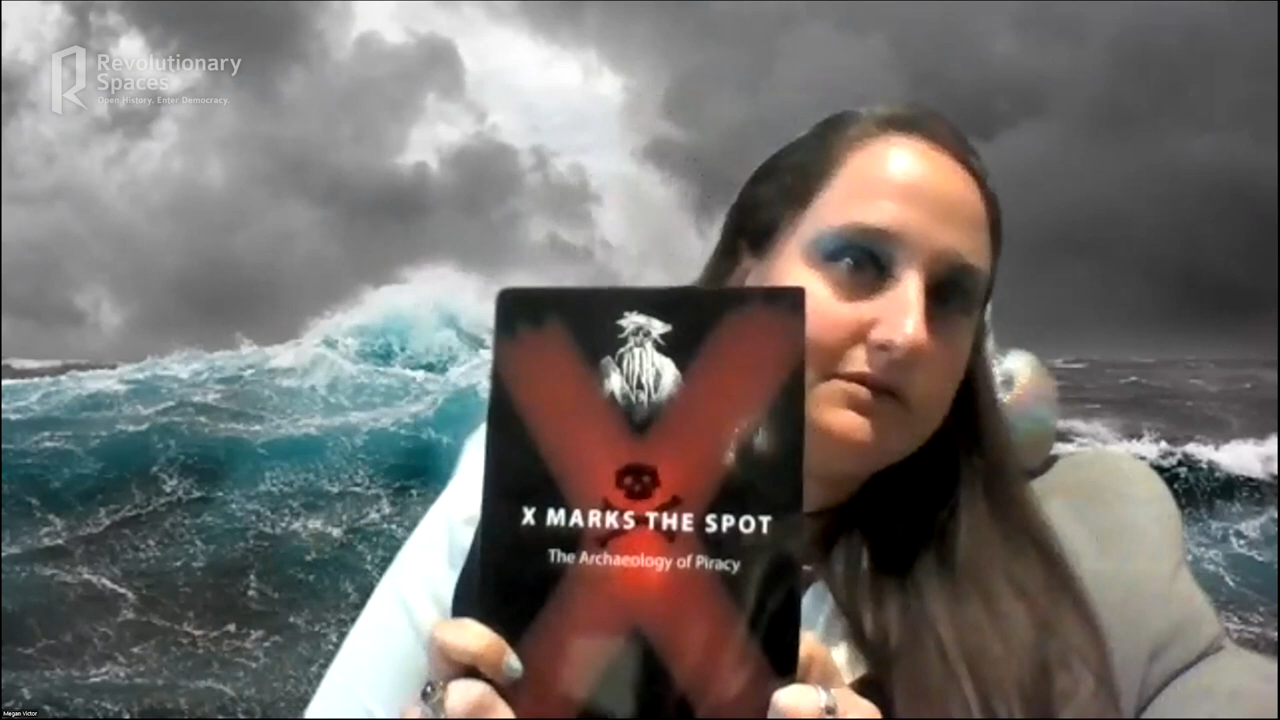 Revolutionary
Spaces
Open History. Enter Democracy.
X MARKS THE SPOT
The Archaeology of Piracy
Megan Victor